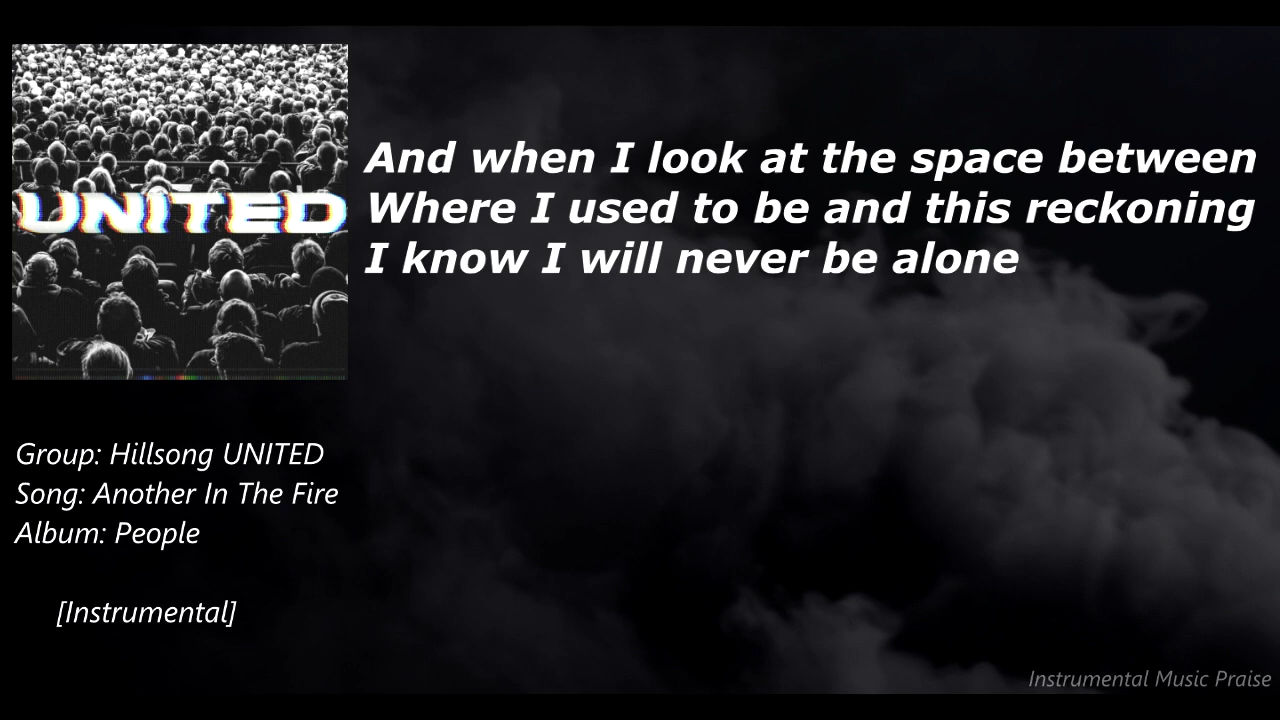 UNITED
And when I look at the space between
Where I used to be and this reckoning
I know I will never be alone
Group: Hillsong UNITED
Song: Another In The Fire
Album: People
[Instrumental]
Instrumental Music Praise